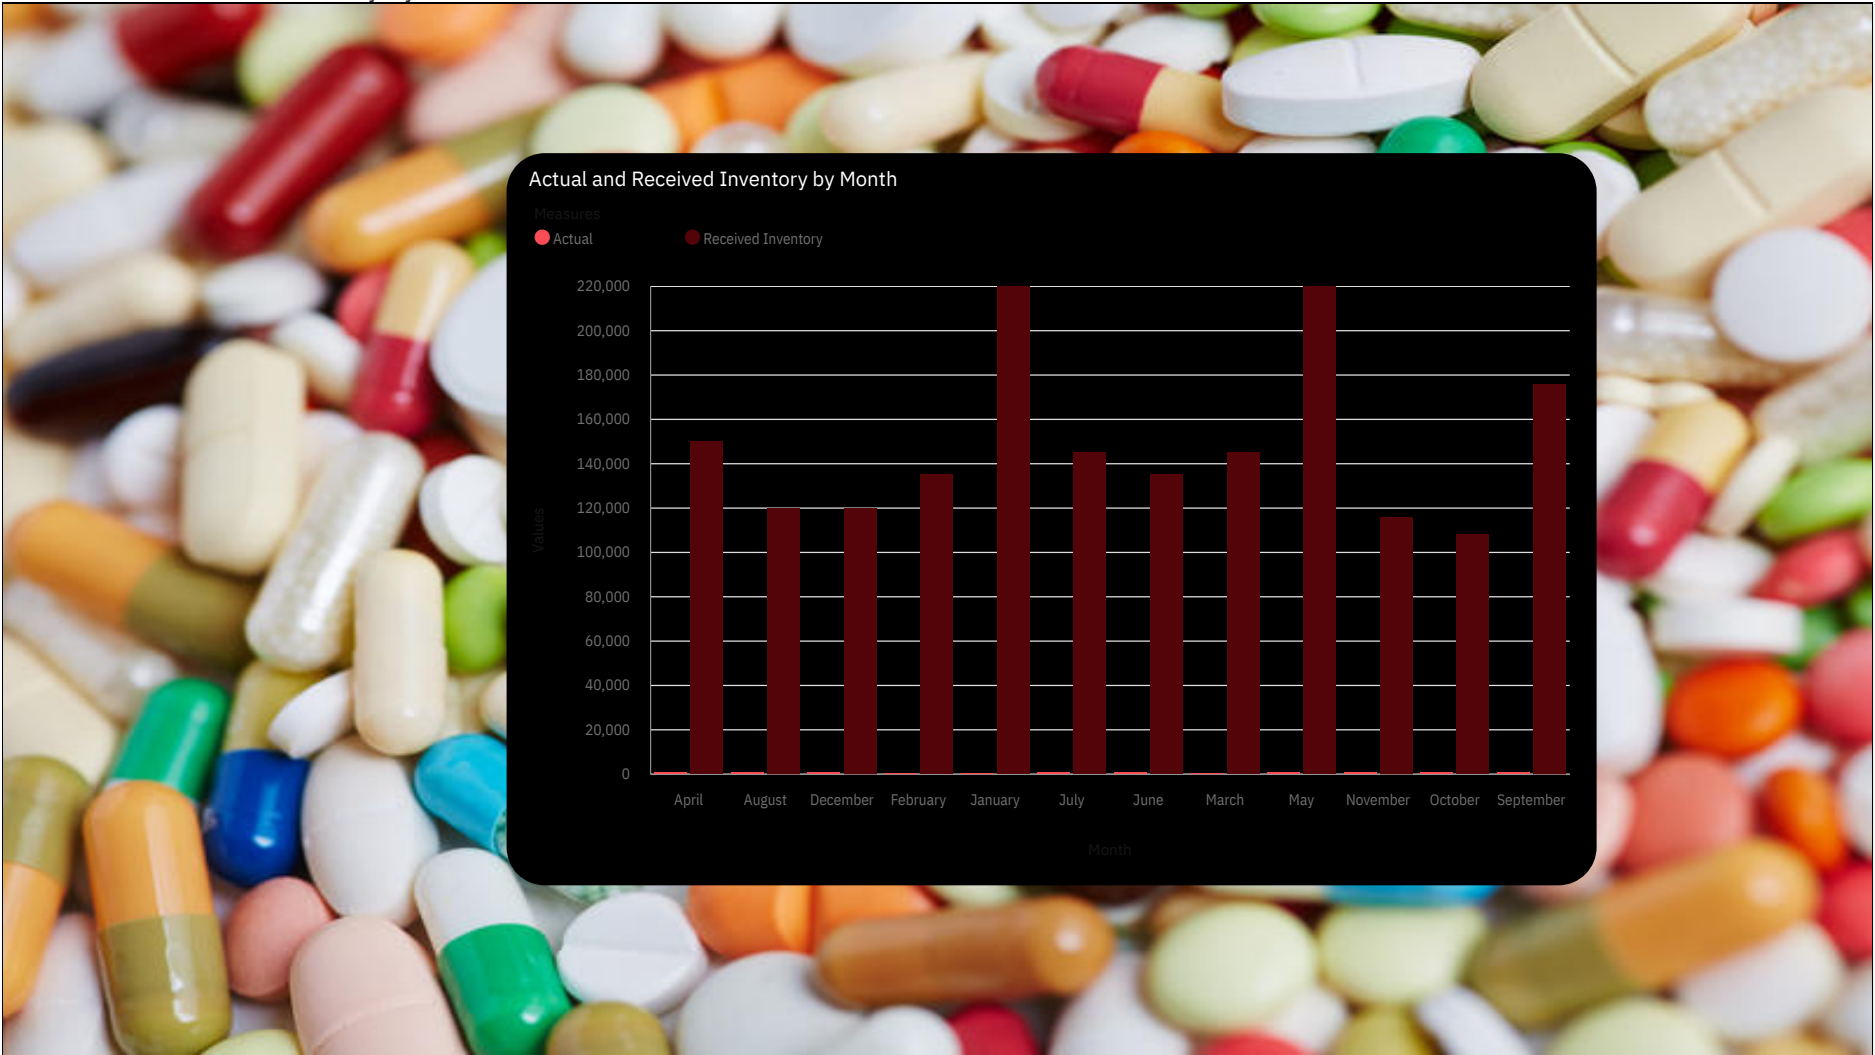 Actual and Received Inventory by Month
Measures
Actual
Received Inventory
220,000
200,000
180,000
160,000
140,000
120,000
100,000
80,000
60,000
40,000
20,000
0
Values
April August December February January July June March May November October September
Month